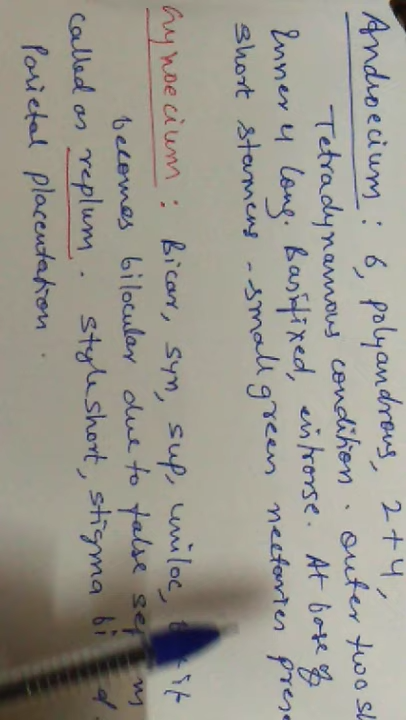 Androecium : 6, polyandrous, 2+4,
Tetradynamous condition. outer two s
Inner 4 long. Basifixed, introrse. At base of
short stamens - small green nectaries pres
Gynoecium : Bicar, syn, sup, uniloc, it
becomes bilocular due to false
called as replum. style short, stigma
Parietal placentation.